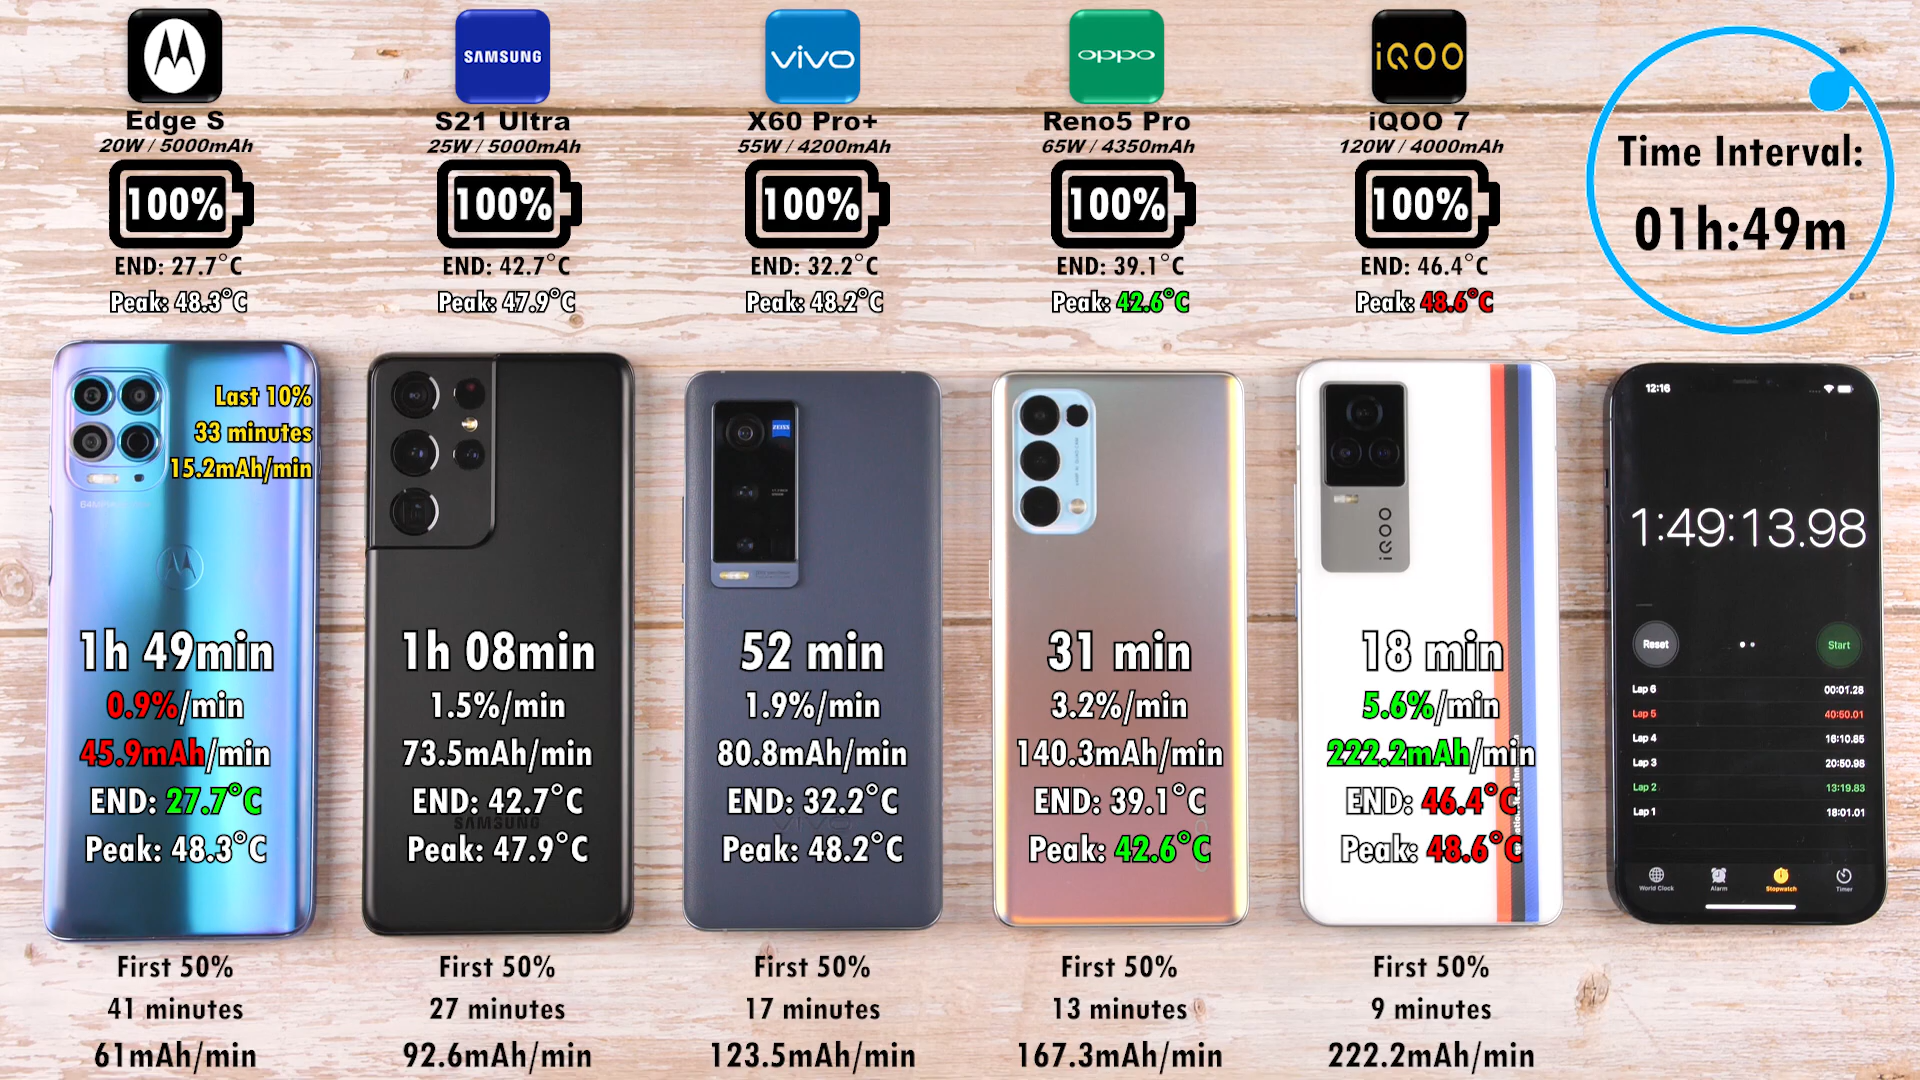 SAMSUNG
vivo
oppo
iQOO
Edge S
20W / 5000mAh
100%
END: 27.7°C
Peak: 48.3°C
S21 Ultra
25W / 5000mAh
100%
END: 42.7°C
Peak: 47.9°C
X60 Pro+
55W / 4200mAh
100%
END: 32.2°C
Peak: 48.2°C
Reno5 Pro
65W / 4350mAh
100%
END: 39.1°C
Peak: 42.6°C
iQOO 7
120W / 4000mAh
100%
END: 46.4°C
Peak: 48.6°C
Time Interval:
01h:49m
Last 10%
33 minutes
15.2mAh/min
1h 49min
0.9%/min
45.9mAh/min
END: 27.7°C
Peak: 48.3°C
1h 08min
1.5%/min
73.5mAh/min
END: 42.7°C
SAMSUNG
Peak: 47.9°C
ZEISS
52 min
1.9%/min
80.8mAh/min
END: 32.2°C
vivo
Peak: 48.2°C
31 min
3.2%/min
140.3mAh/min
END: 39.1°C
Peak: 42.6°C
iQOO
18 min
5.6%/min
222.2mAh/min
END: 46.4°C
Peak: 48.6°C
12:16
1:49:13.98
Reset
Start
Lap 6 00:01.28
Lap 5 40:50.01
Lap 4 16:10.85
Lap 3 20:50.98
Lap 2 13:19.83
Lap 1 18:01.01
World Clock
Alarm
Stopwatch
Timer
First 50%
41 minutes
61mAh/min
First 50%
27 minutes
92.6mAh/min
First 50%
17 minutes
123.5mAh/min
First 50%
13 minutes
167.3mAh/min
First 50%
9 minutes
222.2mAh/min